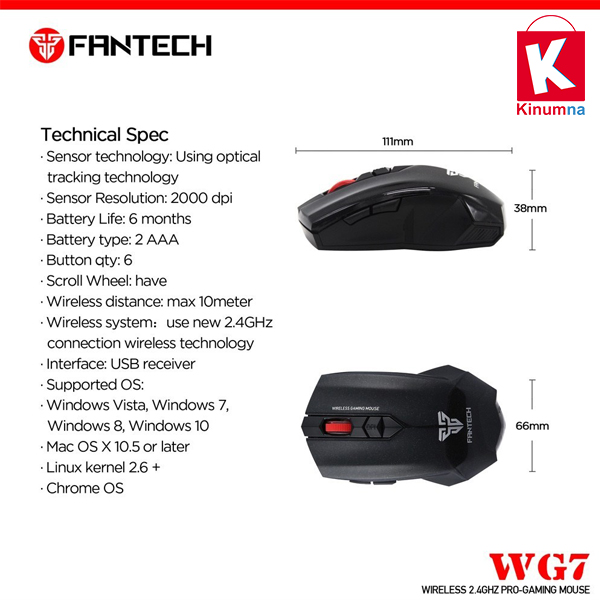 FANTECH
K
Kinumna
Technical Spec
· Sensor technology: Using optical
tracking technology
· Sensor Resolution: 2000 dpi
· Battery Life: 6 months
· Battery type: 2 AAA
· Button qty: 6
· Scroll Wheel: have
· Wireless distance: max 10meter
· Wireless system： use new 2.4GHz
connection wireless technology
· Interface: USB receiver
· Supported OS:
· Windows Vista, Windows 7,
Windows 8, Windows 10
· Mac OS X 10.5 or later
· Linux kernel 2.6 +
· Chrome OS
111mm
38mm
WIRELESS GAMING MOUSE
FANTECH
66mm
WG7
WIRELESS 2.4GHZ PRO-GAMING MOUSE